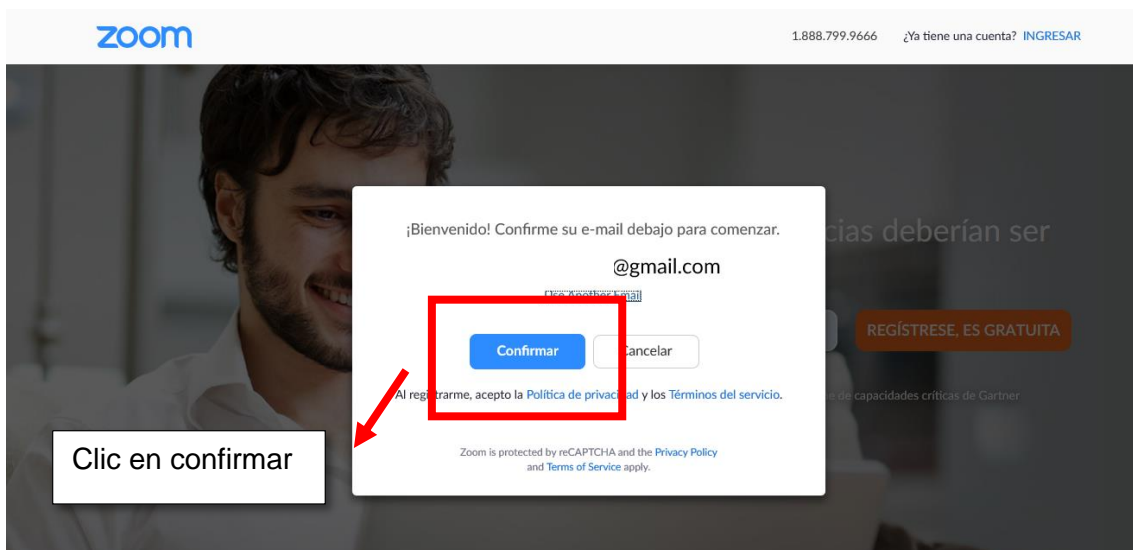 zoom
1.888.799.9666 ¿Ya tiene una cuenta? INGRESAR
¡Bienvenido! Confirme su e-mail debajo para comenzar.
cias deberían ser
@gmail.com
Use Another Email
REGÍSTRESE, ES GRATUITA
Confirmar
Cancelar
Al registrarme, acepto la Política de privacidad y los Términos del servicio.
de capacidades críticas de Gartner
Clic en confirmar
Zoom is protected by reCAPTCHA and the Privacy Policy
and Terms of Service apply.